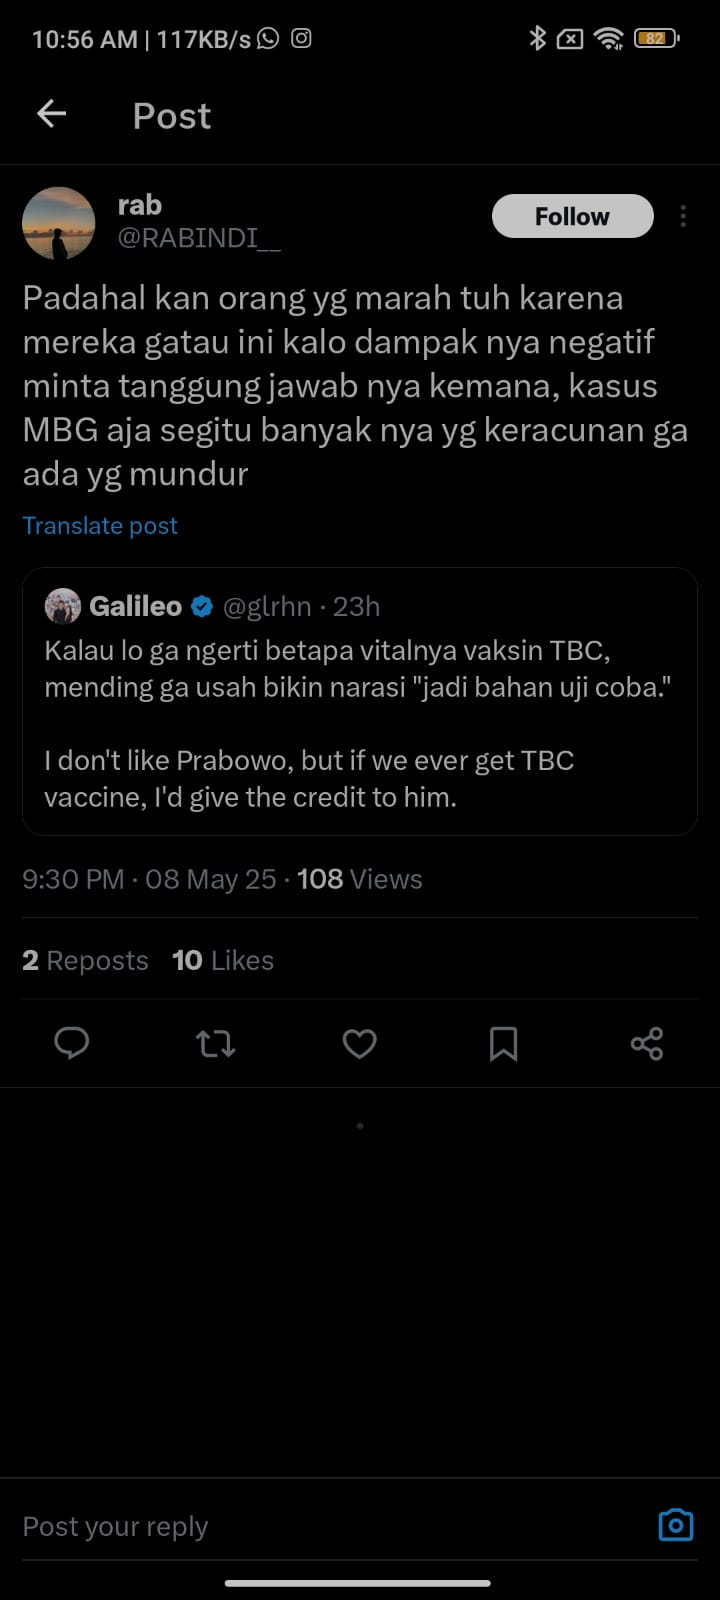 10:56 AM | 117KB/s
82
Post
rab
Follow
@RABINDI__
Padahal kan orang yg marah tuh karena
mereka gatau ini kalo dampak nya negatif
minta tanggung jawab nya kemana, kasus
MBG aja segitu banyak nya yg keracunan ga
ada yg mundur
Translate post
Galileo @glrhn · 23h
Kalau lo ga ngerti betapa vitalnya vaksin TBC,
mending ga usah bikin narasi "jadi bahan uji coba."
I don't like Prabowo, but if we ever get TBC
vaccine, I'd give the credit to him.
9:30 PM · 08 May 25 · 108 Views
2 Reposts 10 Likes
Post your reply